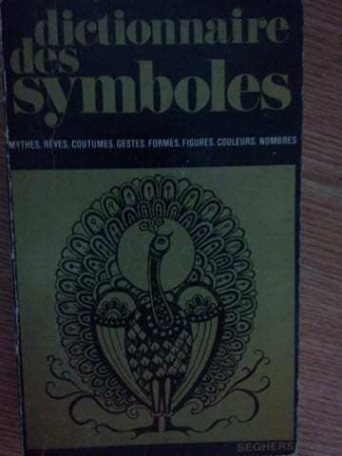 dictionnaire
des
symboles
MYTHES, RÊVES, COUTUMES, GESTES, FORMES, FIGURES, COULEURS, NOMBRES
SEGHERS